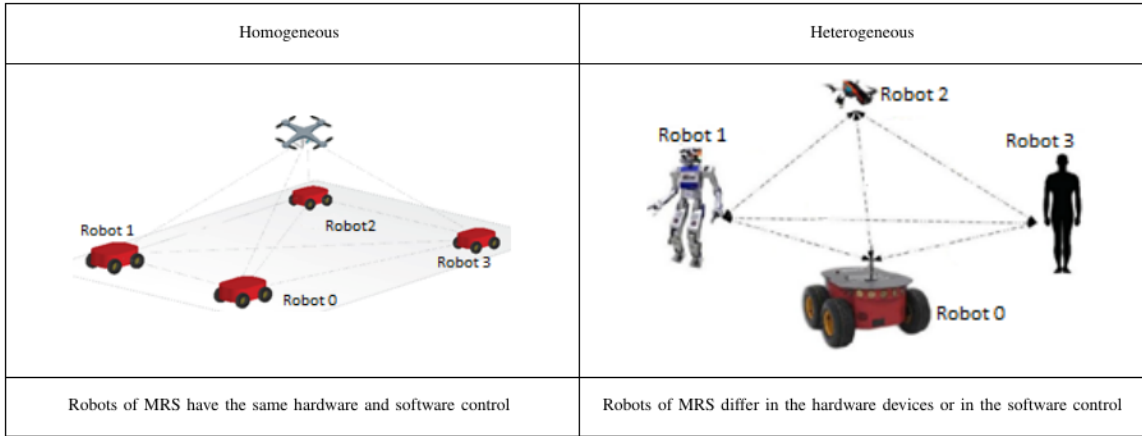 Homogeneous
Heterogeneous
Robot 1
Robot2
Robot 3
Robot 0
Robot 2
Robot 1
Robot 3
Robot 0
Robots of MRS have the same hardware and software control
Robots of MRS differ in the hardware devices or in the software control